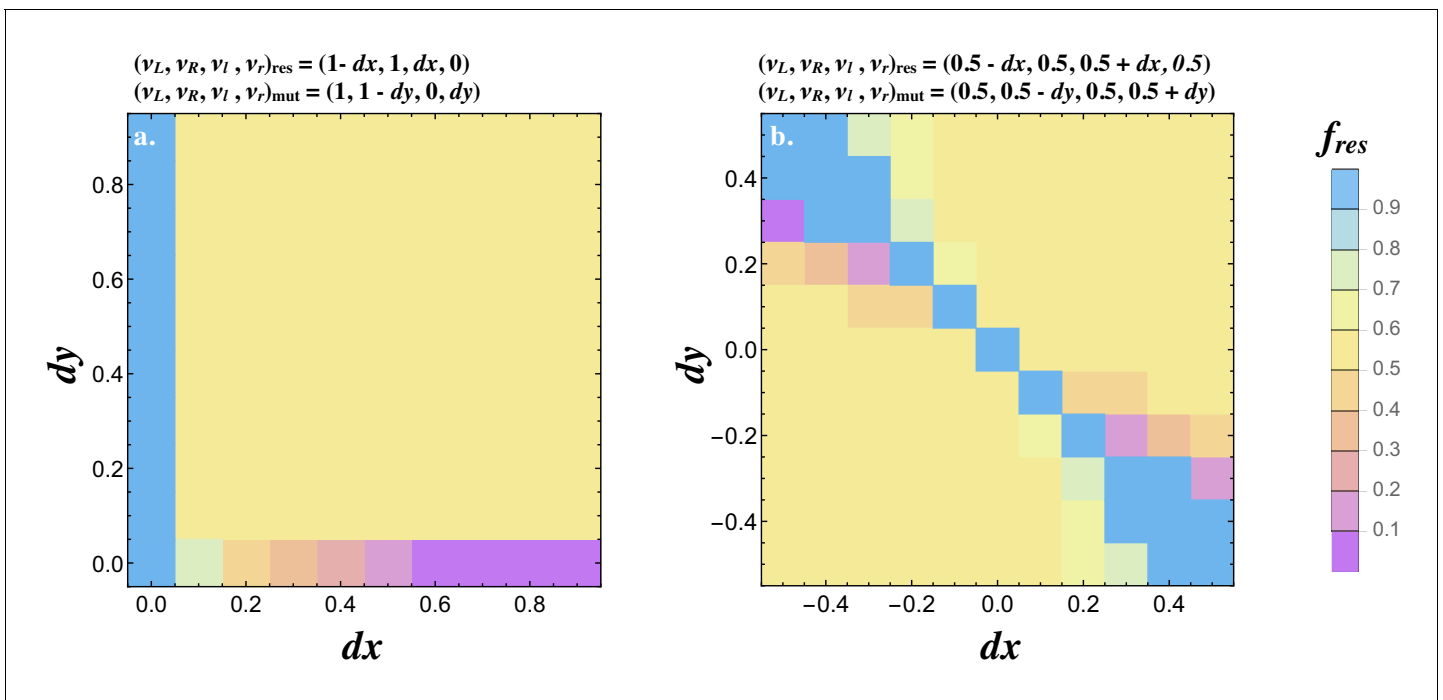 (νL, νR, νl , νr)res = (1- dx, 1, dx, 0)
(νL, νR, νl , νr)mut = (1, 1 - dy, 0, dy)
a.
0.8
0.6
0.4
0.2
0.0
dy
0.0 0.2 0.4 0.6 0.8
dx
(νL, νR, νl , νr)res = (0.5 - dx, 0.5, 0.5 + dx, 0.5)
(νL, νR, νl , νr)mut = (0.5, 0.5 - dy, 0.5, 0.5 + dy)
b.
0.4
0.2
0.0
−0.2
−0.4
dy
−0.4 −0.2 0.0 0.2 0.4
dx
fres
0.9
0.8
0.7
0.6
0.5
0.4
0.3
0.2
0.1